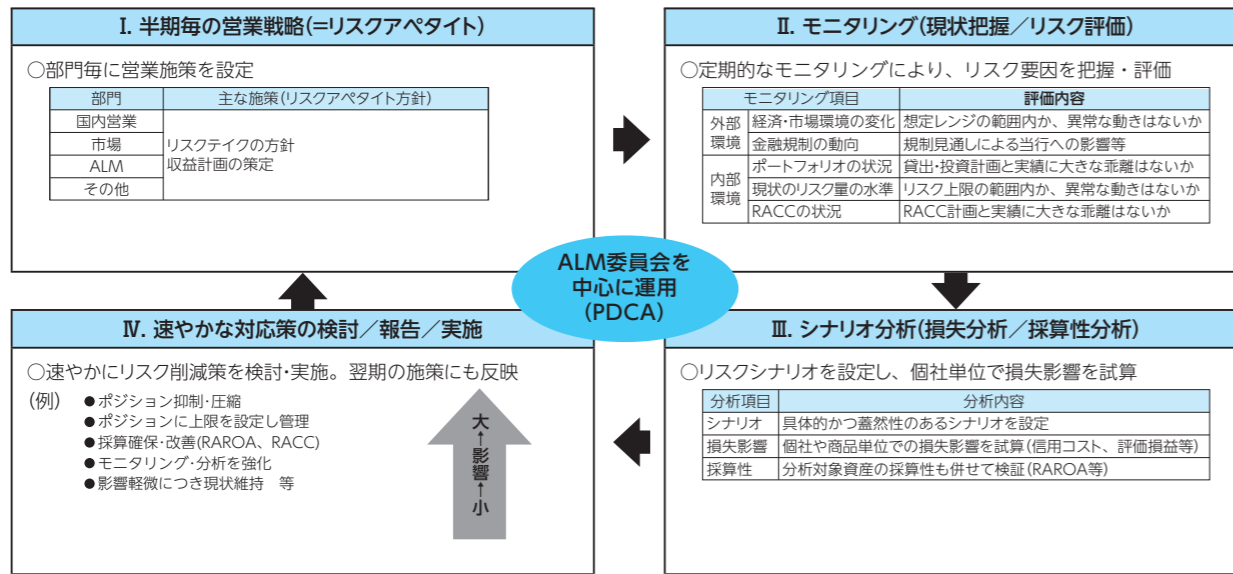 Ⅰ. 半期毎の営業戦略(=リスクアペタイト)
○部門毎に営業施策を設定
部門 主な施策(リスクアペタイト方針)
国内営業
市場
ALM
その他
リスクテイクの方針
収益計画の策定
Ⅱ. モニタリング(現状把握／リスク評価)
○定期的なモニタリングにより、リスク要因を把握・評価
モニタリング項目 評価内容
外部環境
経済・市場環境の変化 想定レンジの範囲内か、異常な動きはないか
金融規制の動向 規制見通しによる当行への影響等
内部環境
ポートフォリオの状況 貸出・投資計画と実績に大きな乖離はないか
現状のリスク量の水準 リスク上限の範囲内か、異常な動きはないか
RACCの状況 RACC計画と実績に大きな乖離はないか
ALM委員会を
中心に運用
(PDCA)
Ⅲ. シナリオ分析(損失分析／採算性分析)
○リスクシナリオを設定し、個社単位で損失影響を試算
分析項目 分析内容
シナリオ 具体的かつ蓋然性のあるシナリオを設定
損失影響 個社や商品単位での損失影響を試算(信用コスト、評価損益等)
採算性 分析対象資産の採算性も併せて検証(RAROA等)
Ⅳ. 速やかな対応策の検討／報告／実施
○速やかにリスク削減策を検討・実施。翌期の施策にも反映
(例) ●ポジション抑制・圧縮
●ポジションに上限を設定し管理
●採算確保・改善(RAROA、RACC)
●モニタリング・分析を強化
●影響軽微につき現状維持　等
大←影響←小